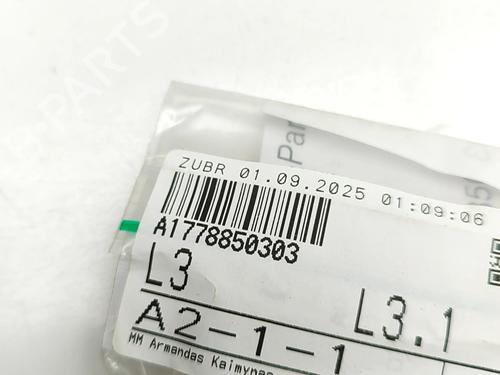 ZUBR 01.09.2025 01:09:06
A1778850303
L3 L3.1
A2-1-1
MM Armandas Kaimynas